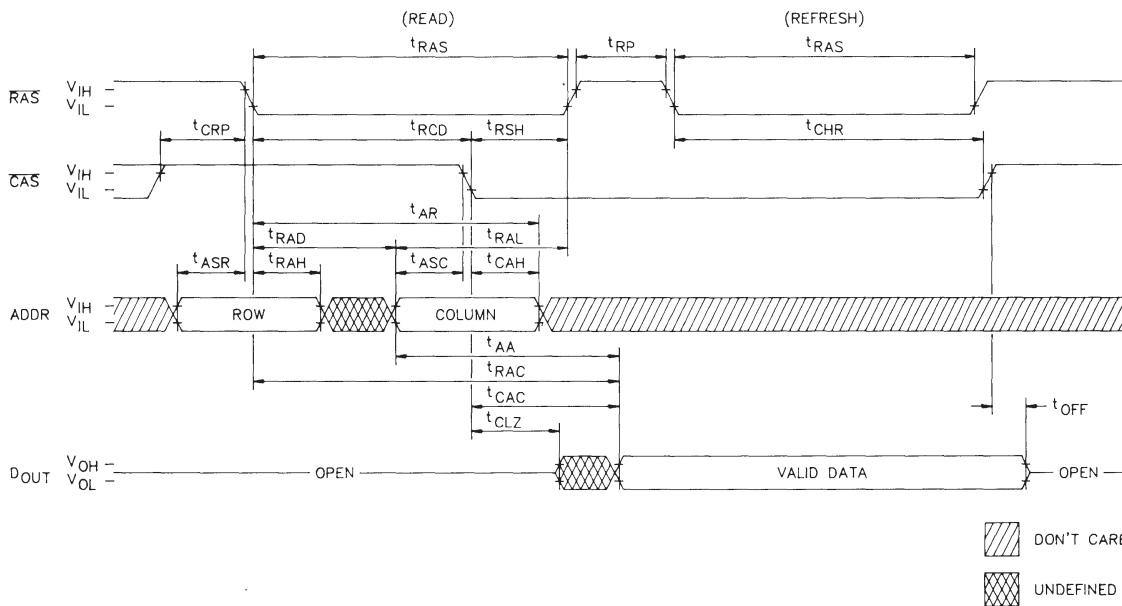 (READ) (REFRESH)
tRAS tRP tRAS
RAS VIH VIL
tCRP tRCD tRSH tCHR
CAS VIH VIL
tAR
tRAD tRAL
tASR tRAH tASC tCAH
ADDR VIH VIL ROW COLUMN
tAA
tRAC
tCAC tOFF
tCLZ
DOUT VOH VOL OPEN VALID DATA OPEN
DON'T CARE
UNDEFINED